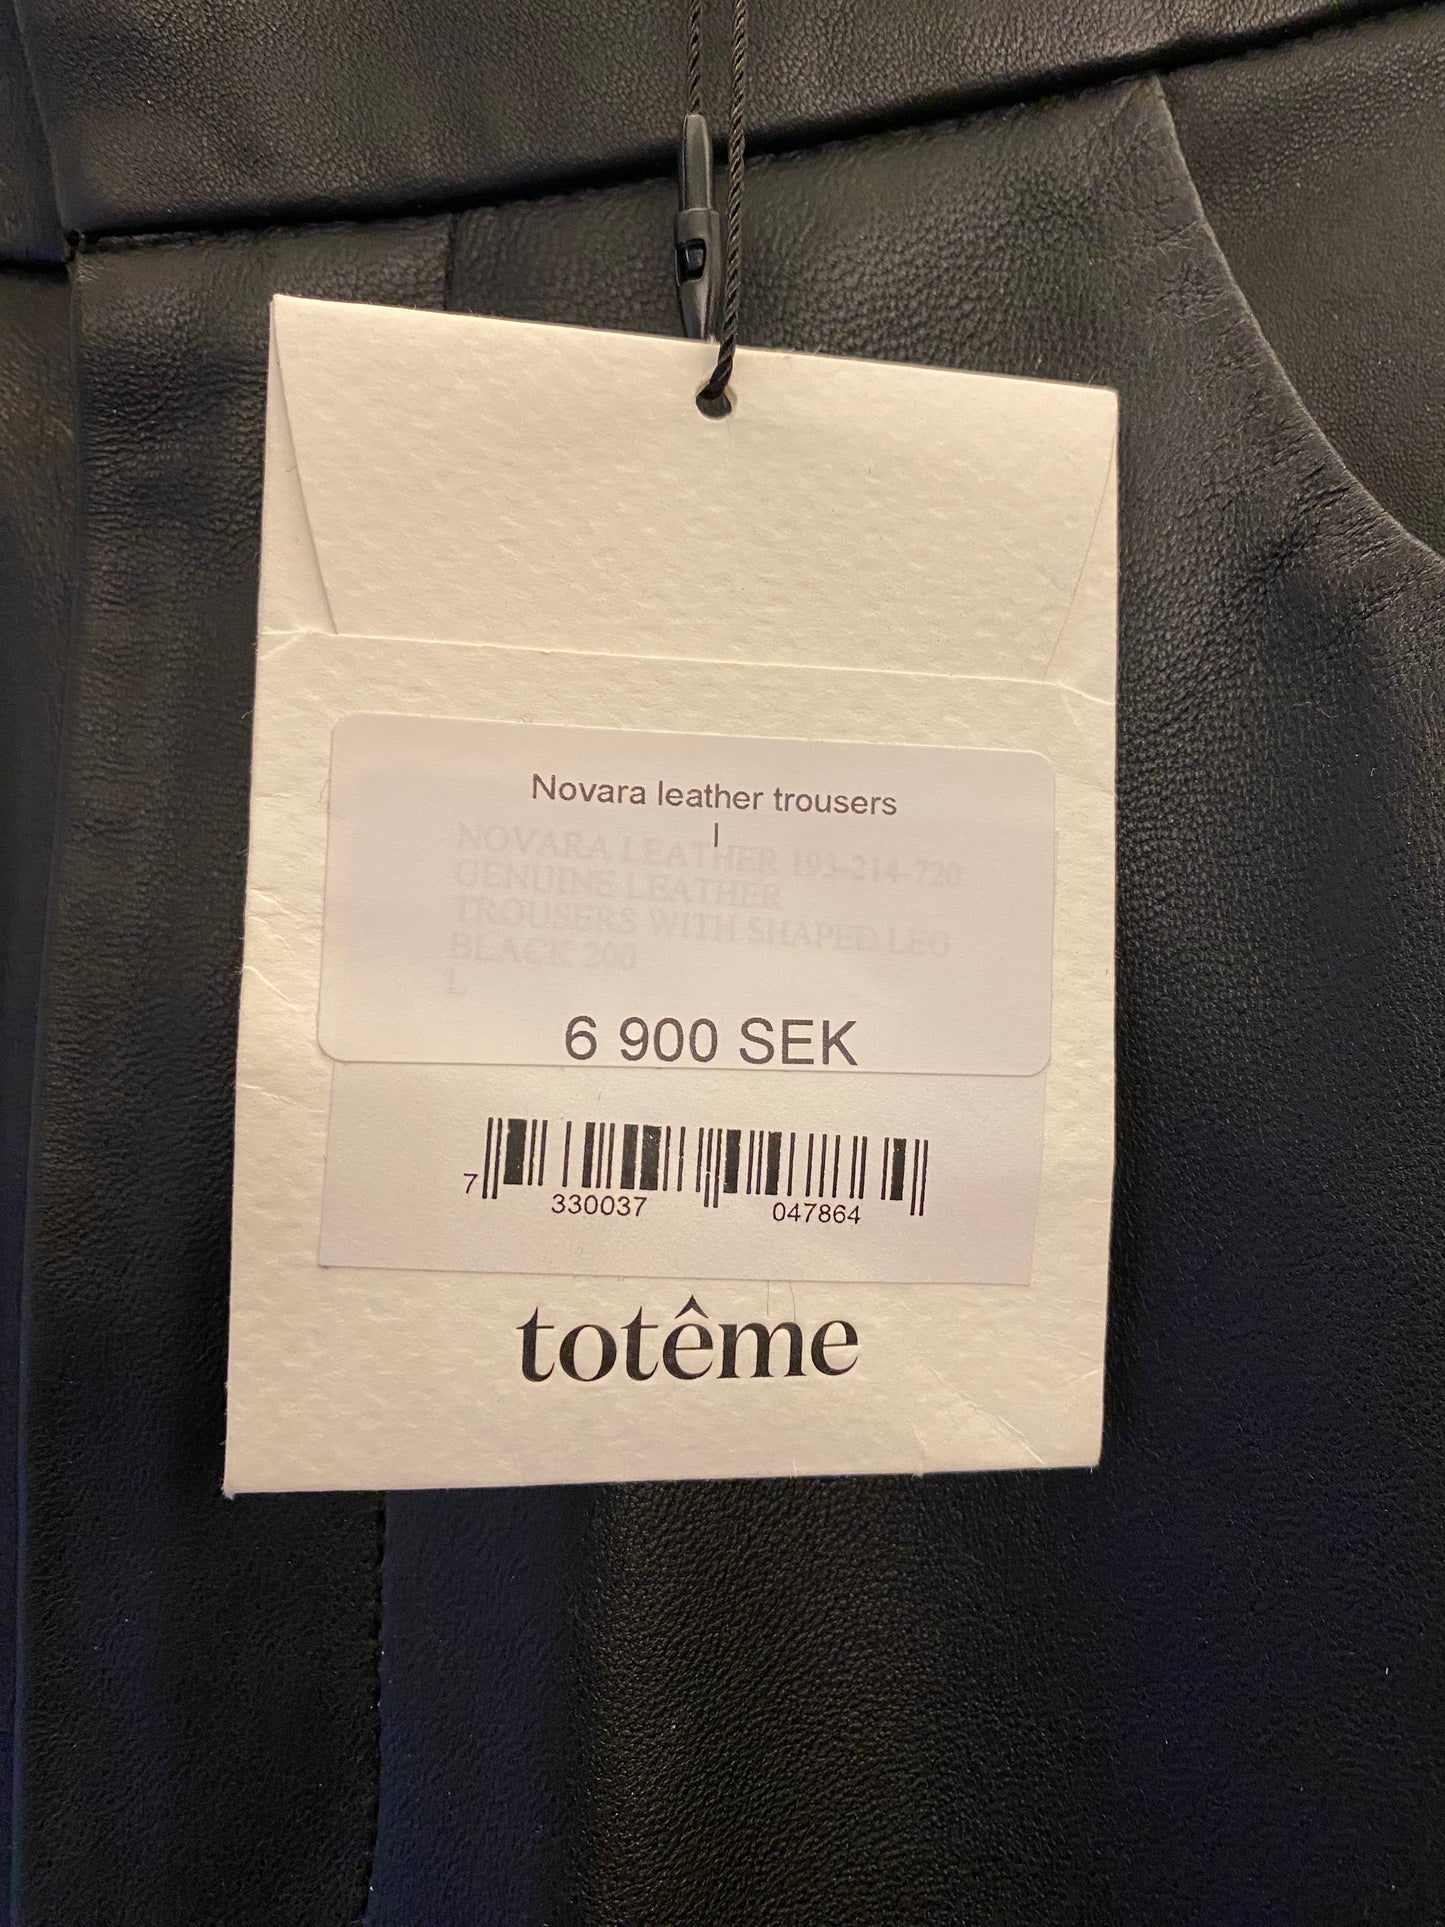 Novara leather trousers
l
NOVARA LEATHER 193-214-720
GENUINE LEATHER
TROUSERS WITH SHAPED LEG
BLACK 200
L
6 900 SEK
7 330037 047864
totême